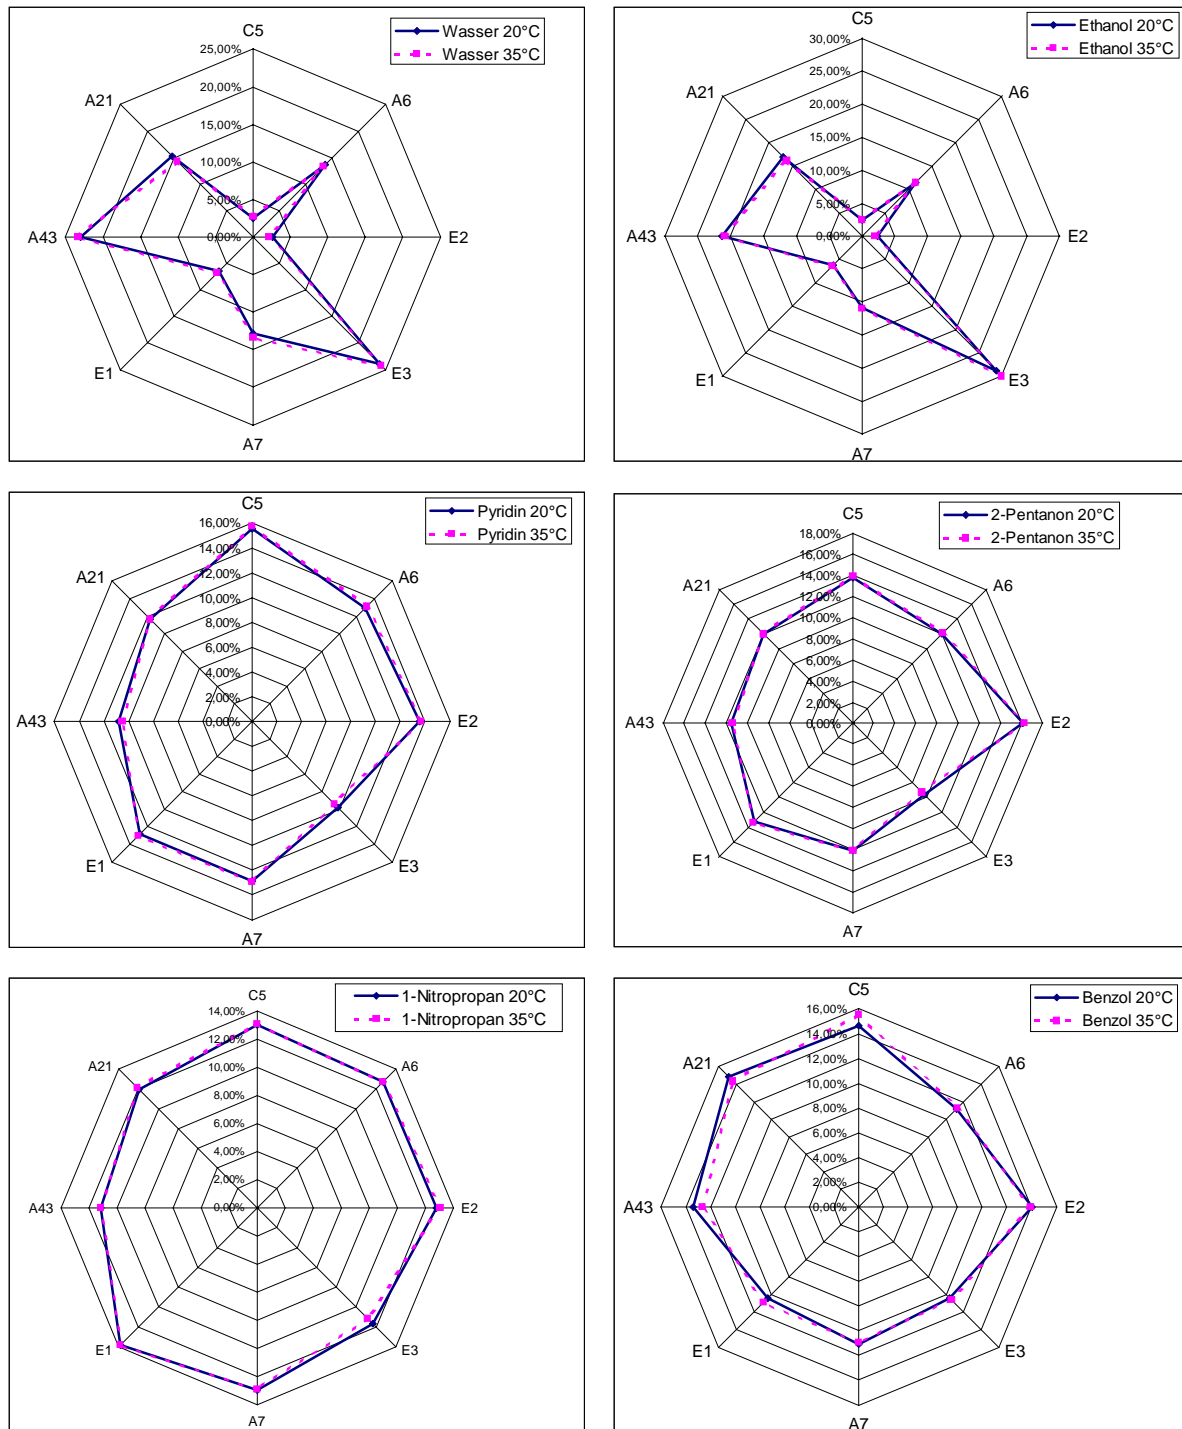 C5
Wasser 20°C
Wasser 35°C
25,00%
20,00%
15,00%
10,00%
5,00%
0,00%
A21
A6
A43
E2
E1
E3
A7
C5
Ethanol 20°C
Ethanol 35°C
30,00%
25,00%
20,00%
15,00%
10,00%
5,00%
0,00%
A21
A6
A43
E2
E1
E3
A7
C5
Pyridin 20°C
Pyridin 35°C
16,00%
14,00%
12,00%
10,00%
8,00%
6,00%
4,00%
2,00%
0,00%
A21
A6
A43
E2
E1
E3
A7
C5
2-Pentanon 20°C
2-Pentanon 35°C
18,00%
16,00%
14,00%
12,00%
10,00%
8,00%
6,00%
4,00%
2,00%
0,00%
A21
A6
A43
E2
E1
E3
A7
C5
1-Nitropropan 20°C
1-Nitropropan 35°C
14,00%
12,00%
10,00%
8,00%
6,00%
4,00%
2,00%
0,00%
A21
A6
A43
E2
E1
E3
A7
C5
Benzol 20°C
Benzol 35°C
16,00%
14,00%
12,00%
10,00%
8,00%
6,00%
4,00%
2,00%
0,00%
A21
A6
A43
E2
E1
E3
A7